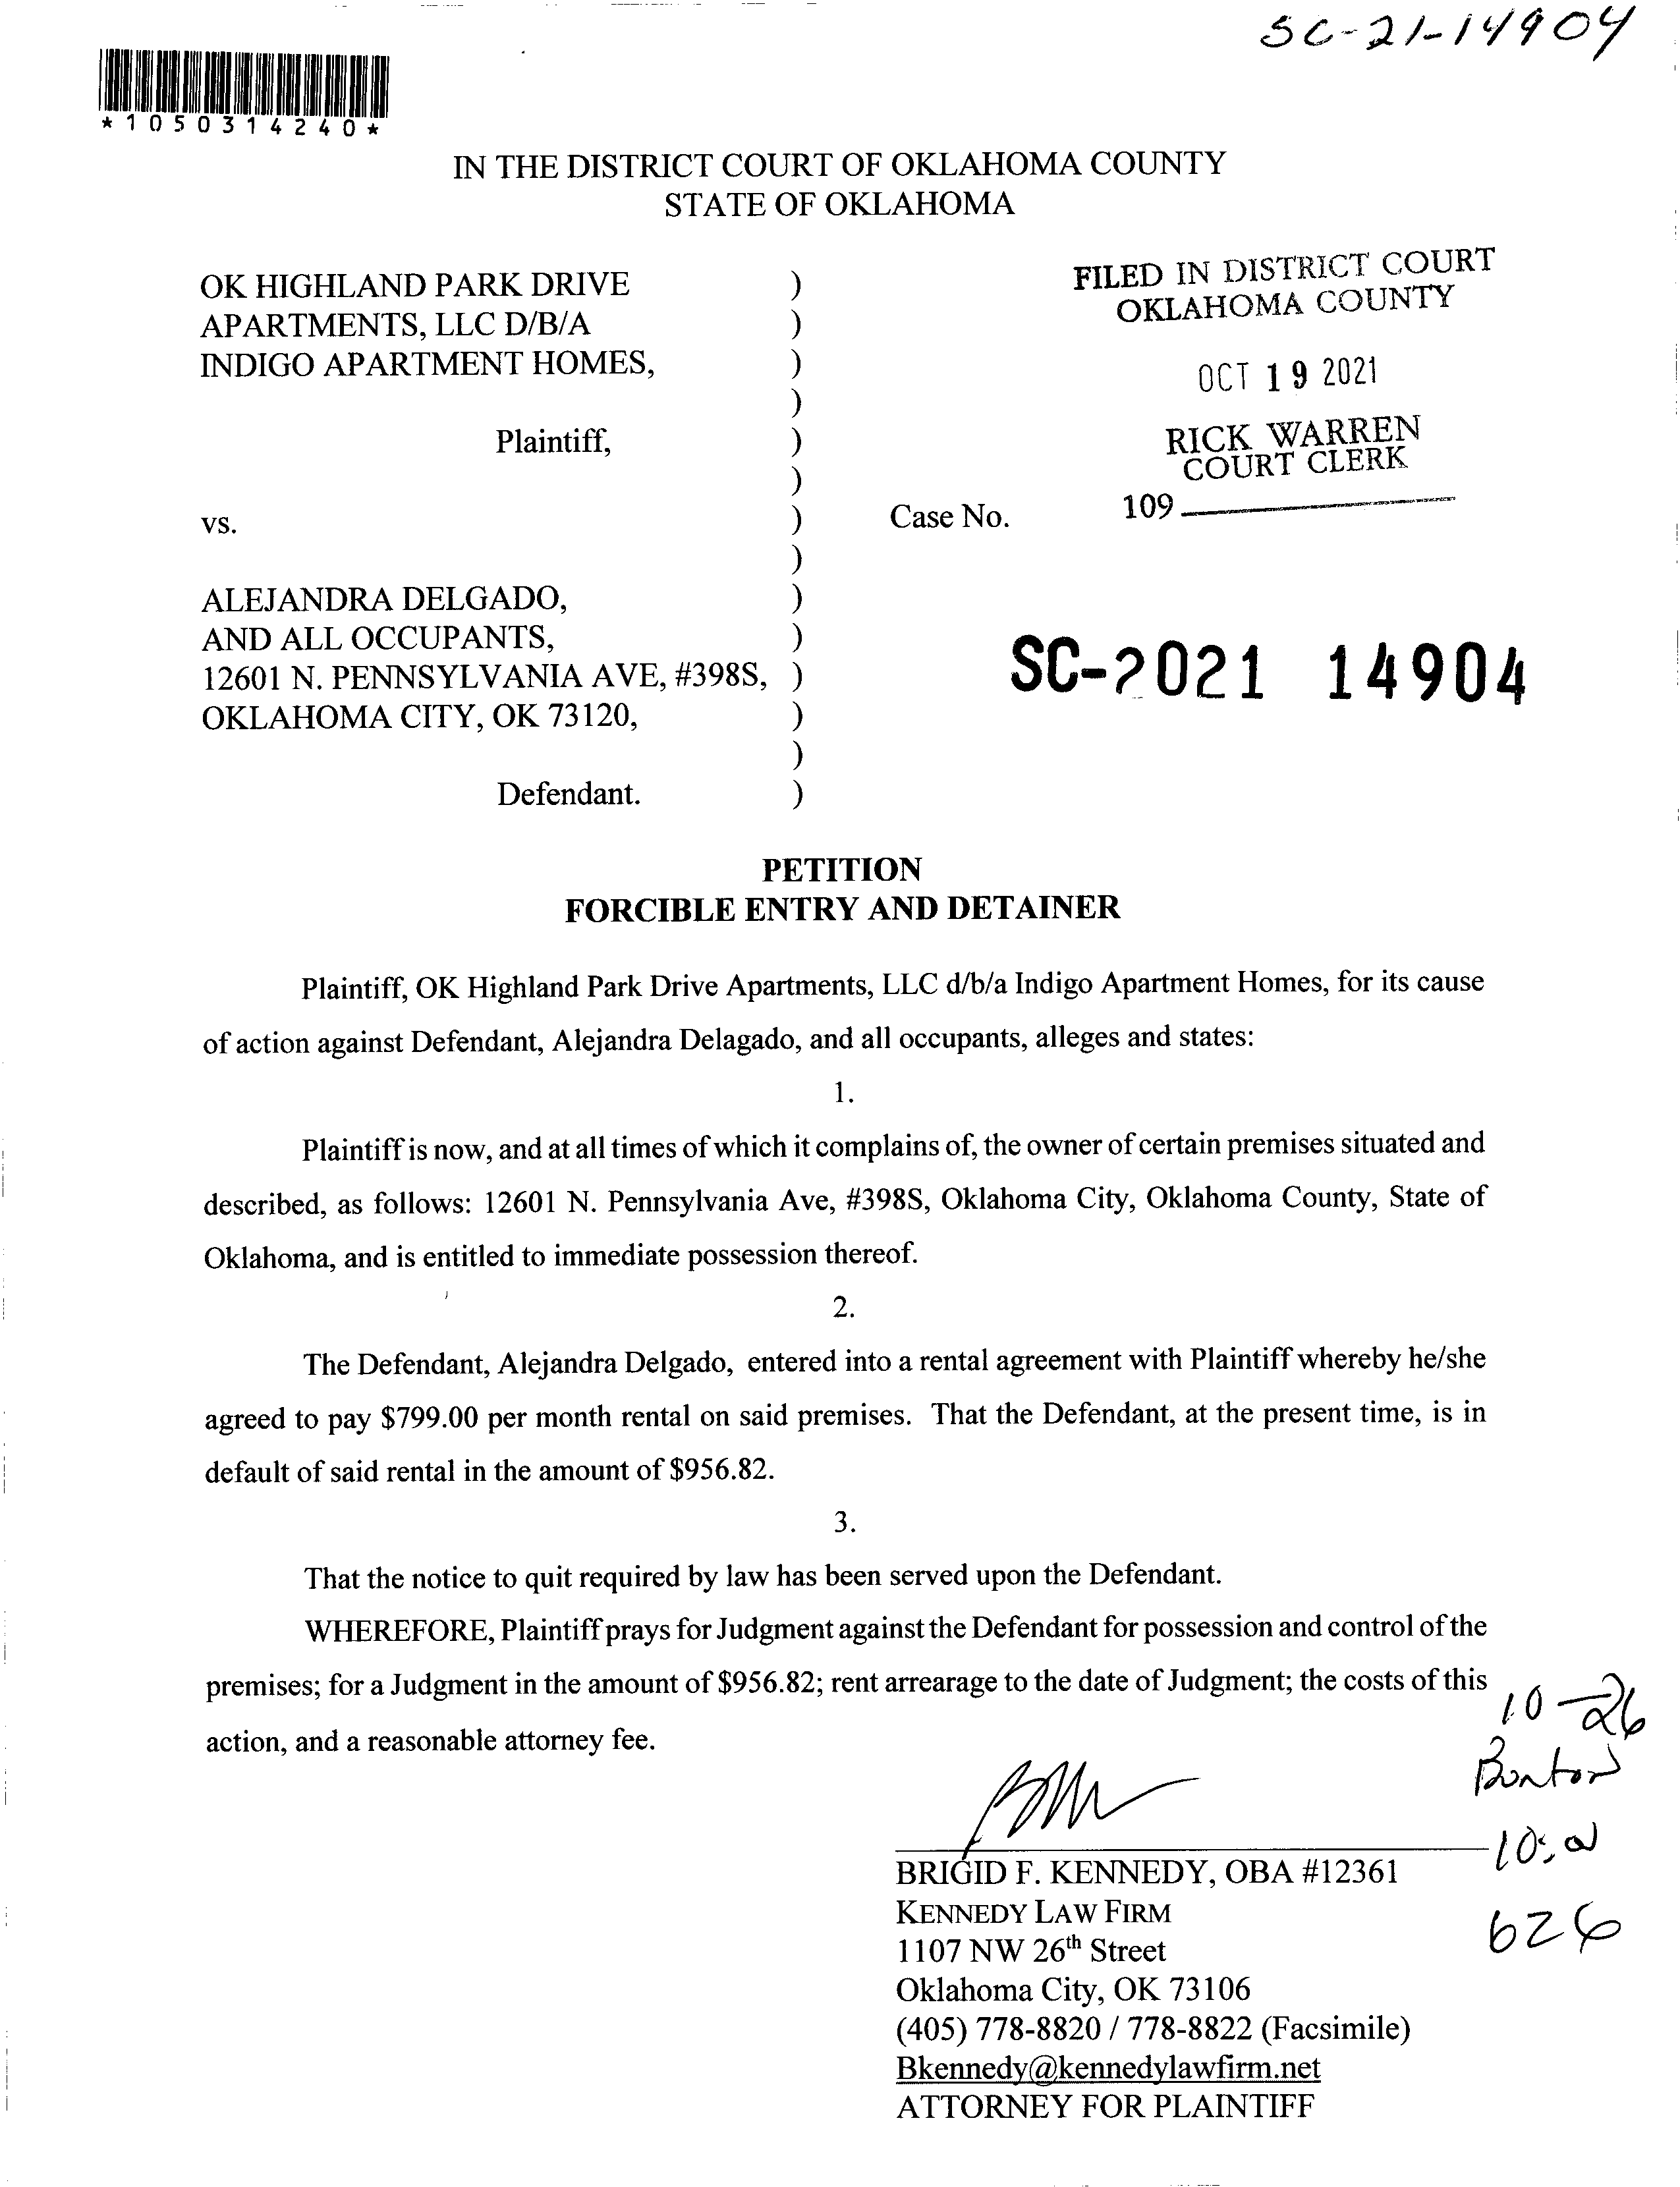 SC-21-14904
*1050314240*
IN THE DISTRICT COURT OF OKLAHOMA COUNTY
STATE OF OKLAHOMA
OK HIGHLAND PARK DRIVE )
APARTMENTS, LLC D/B/A )
INDIGO APARTMENT HOMES, )
)
Plaintiff, )
)
vs. )
)
ALEJANDRA DELGADO, )
AND ALL OCCUPANTS, )
12601 N. PENNSYLVANIA AVE, #398S, )
OKLAHOMA CITY, OK 73120, )
)
Defendant. )
FILED IN DISTRICT COURT
OKLAHOMA COUNTY
OCT 19 2021
RICK WARREN
COURT CLERK
109
Case No.
SC-2021 14904
PETITION
FORCIBLE ENTRY AND DETAINER
Plaintiff, OK Highland Park Drive Apartments, LLC d/b/a Indigo Apartment Homes, for its cause
of action against Defendant, Alejandra Delagado, and all occupants, alleges and states:
1.
Plaintiff is now, and at all times of which it complains of, the owner of certain premises situated and
described, as follows: 12601 N. Pennsylvania Ave, #398S, Oklahoma City, Oklahoma County, State of
Oklahoma, and is entitled to immediate possession thereof.
2.
The Defendant, Alejandra Delgado, entered into a rental agreement with Plaintiff whereby he/she
agreed to pay $799.00 per month rental on said premises. That the Defendant, at the present time, is in
default of said rental in the amount of $956.82.
3.
That the notice to quit required by law has been served upon the Defendant.
WHEREFORE, Plaintiff prays for Judgment against the Defendant for possession and control of the
premises; for a Judgment in the amount of $956.82; rent arrearage to the date of Judgment; the costs of this
action, and a reasonable attorney fee.
10-26
626
BRIGID F. KENNEDY, OBA #12361
KENNEDY LAW FIRM
1107 NW 26th Street
Oklahoma City, OK 73106
(405) 778-8820 / 778-8822 (Facsimile)
Bkennedy@kennedylawfirm.net
ATTORNEY FOR PLAINTIFF